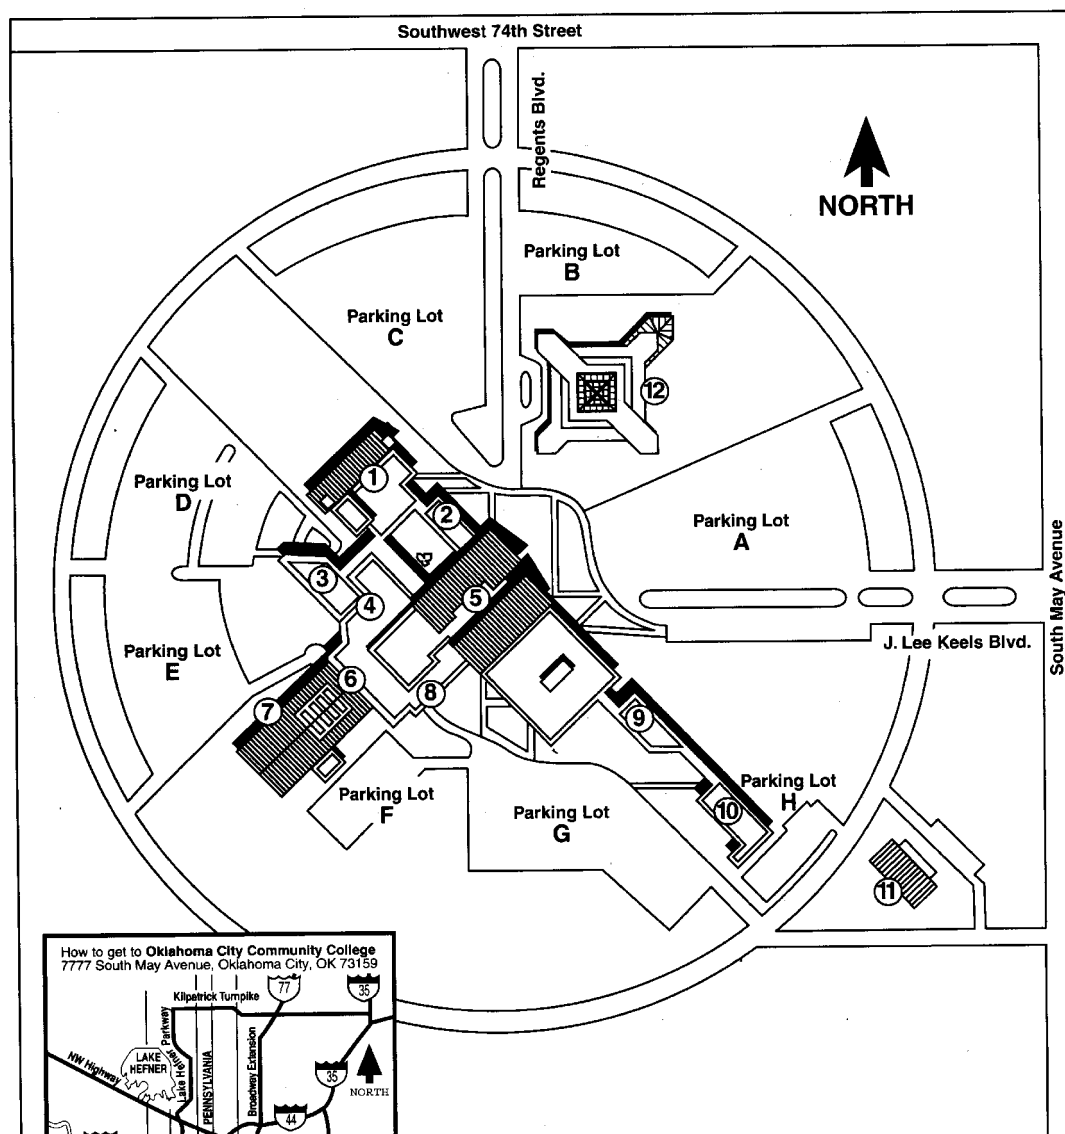 Southwest 74th Street
Regents Blvd.
NORTH
Parking Lot
B
Parking Lot
C
12
Parking Lot
D
1
2
Parking Lot
A
South May Avenue
3
4
5
J. Lee Keels Blvd.
Parking Lot
E
6
7
8
9
Parking Lot
H
Parking Lot
F
Parking Lot
G
10
11
How to get to Oklahoma City Community College
7777 South May Avenue, Oklahoma City, OK 73159
77
35
Kilpatrick Turnpike
Lake Hefner Parkway
LAKE
HEFNER
NW Highway
PENNSYLVANIA
Broadway Extension
35
NORTH
44